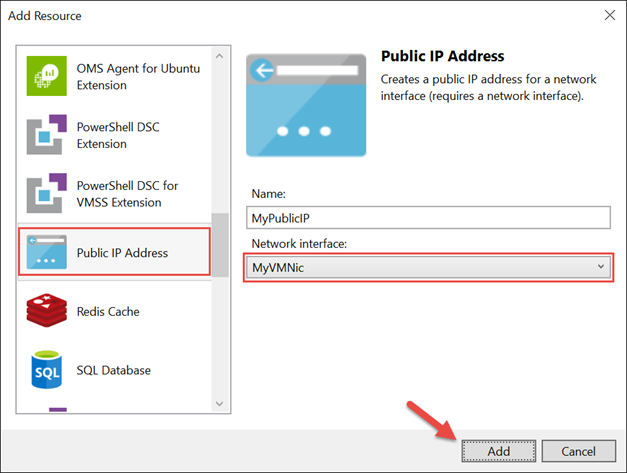 Add Resource
OMS Agent for Ubuntu
Extension
PowerShell DSC
Extension
PowerShell DSC for
VMSS Extension
Public IP Address
Redis Cache
SQL
SQL Database
Public IP Address
Creates a public IP address for a network
interface (requires a network interface).
Name:
MyPublicIP
Network interface:
MyVMNic
Add
Cancel